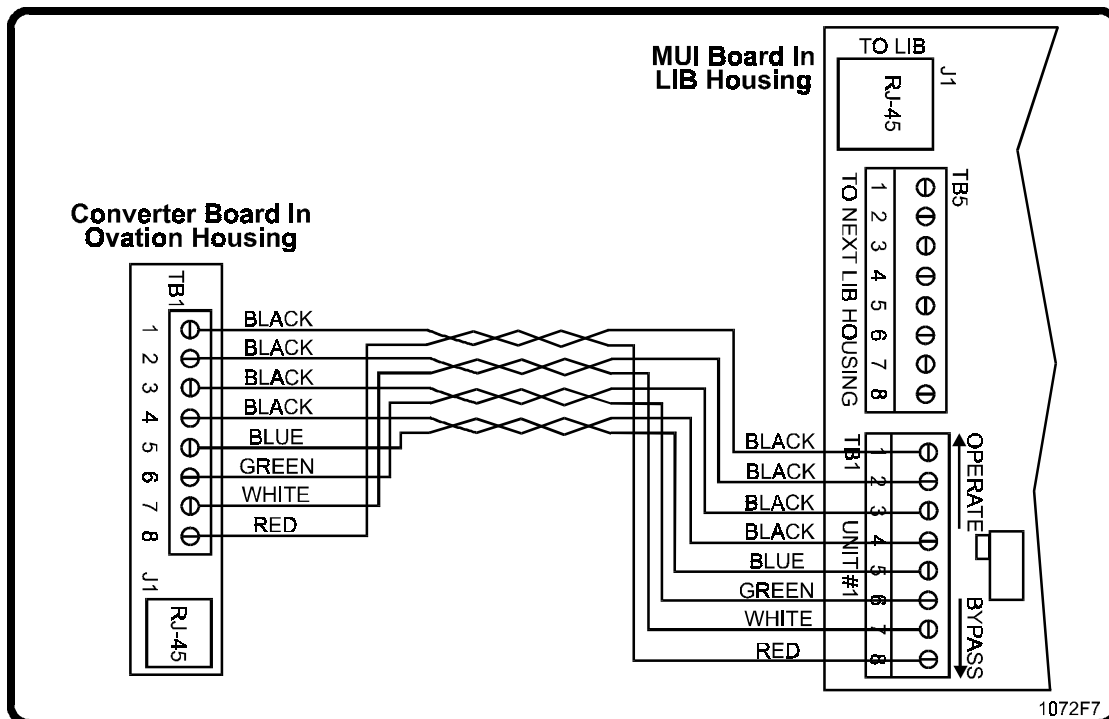 MUI Board In
LIB Housing
TO LIB
RJ-45
J1
TB5
1
2
3
4
5
6
7
8
TO NEXT LIB HOUSING
Converter Board In
Ovation Housing
TB1
1
2
3
4
5
6
7
8
BLACK
BLACK
BLACK
BLACK
BLUE
GREEN
WHITE
RED
J1
RJ-45
BLACK
BLACK
BLACK
BLACK
BLUE
GREEN
WHITE
RED
TB1
UNIT #1
1
2
3
4
5
6
7
8
OPERATE
BYPASS
1072F7